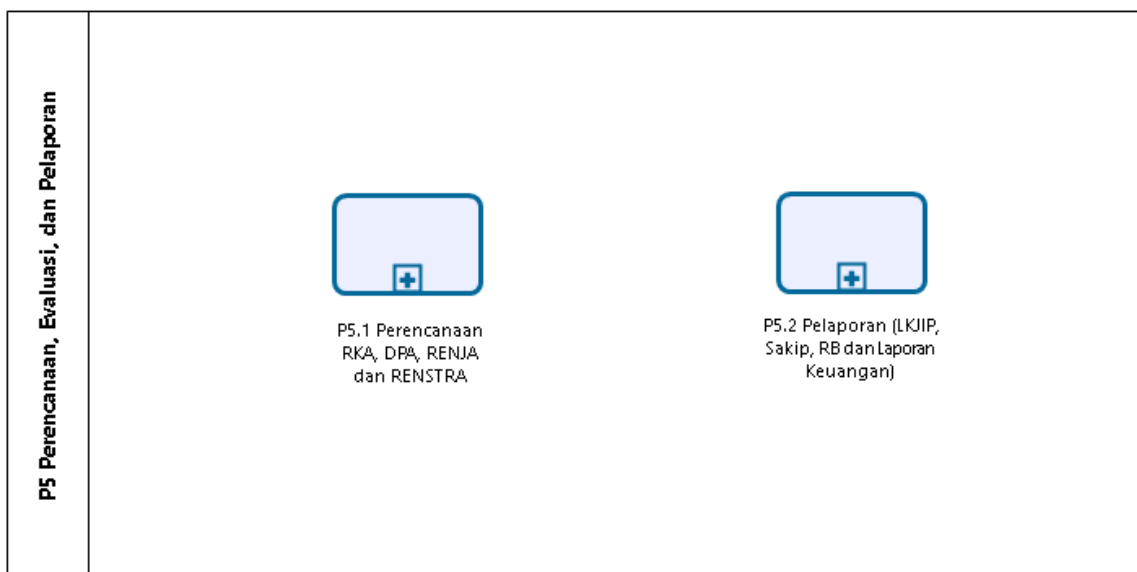 P5 Perencanaan, Evaluasi, dan Pelaporan
P5.1 Perencanaan
RKA, DPA, RENJA
dan RENSTRA
P5.2 Pelaporan (LKJIP,
Sakip, RB dan Laporan
Keuangan)